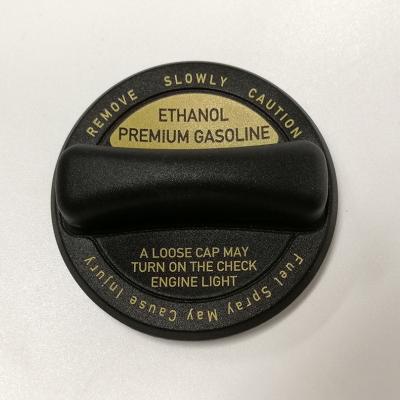 REMOVE SLOWLY CAUTION
ETHANOL
PREMIUM GASOLINE
A LOOSE CAP MAY
TURN ON THE CHECK
ENGINE LIGHT
Fuel Spray May Cause Injury